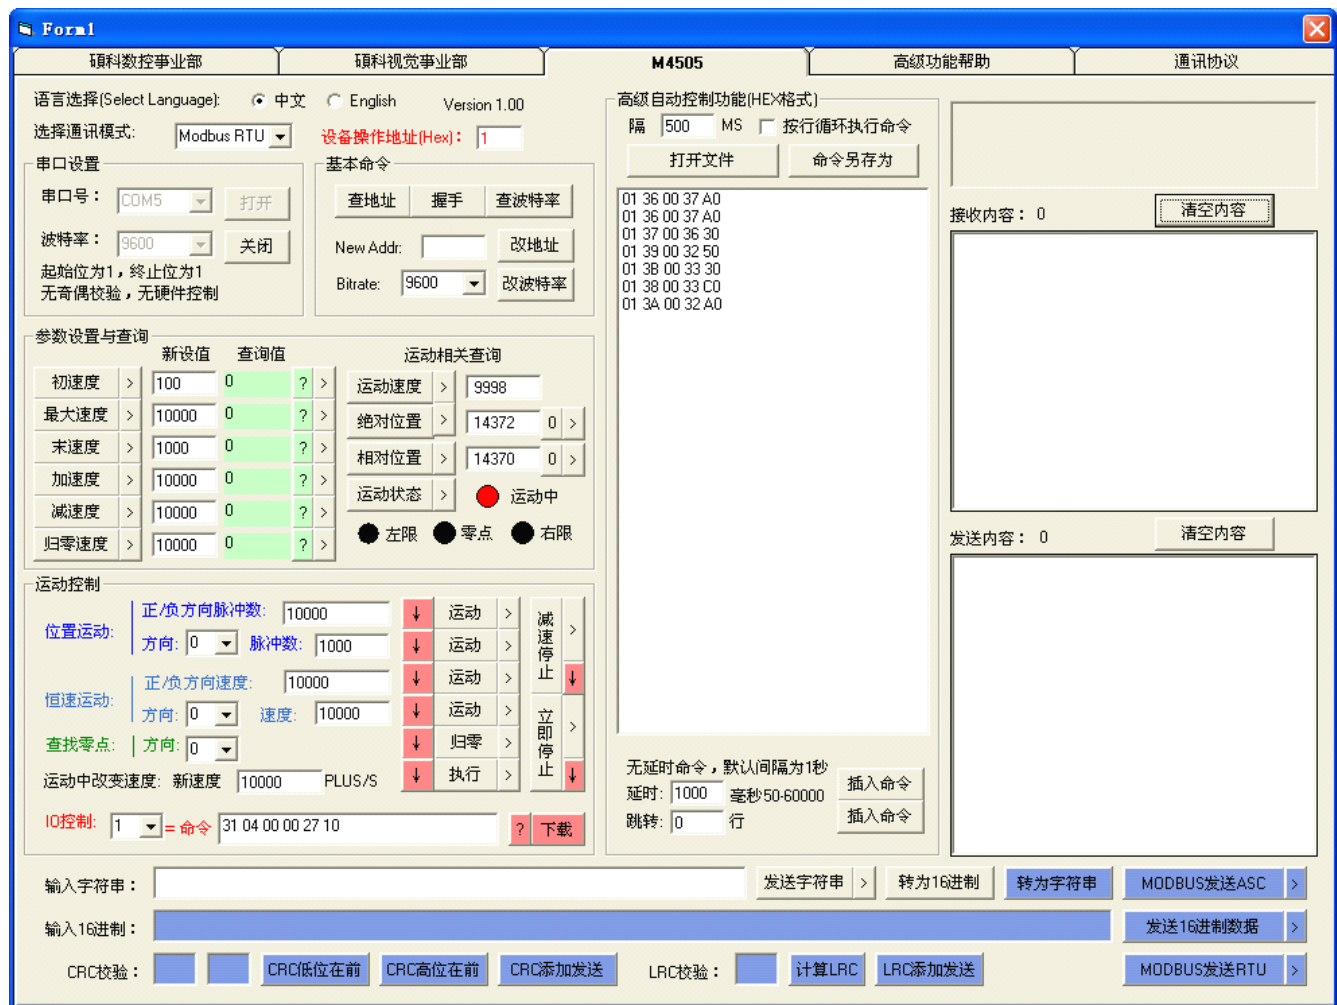 Form1
碩科数控事业部
碩科视觉事业部
M4505
高级功能帮助
通讯协议
语言选择(Select Language): 中文 English Version 1.00
选择通讯模式: Modbus RTU 设备操作地址(Hex): 1
串口设置
串口号: COM5 打开
波特率: 9600 关闭
起始位为1,终止位为1
无奇偶校验,无硬件控制
基本命令
查地址 握手 查波特率
New Addr: 改地址
Bitrate: 9600 改波特率
参数设置与查询
新设值 查询值
初速度 > 100 0 ? >
最大速度 > 10000 0 ? >
末速度 > 1000 0 ? >
加速度 > 10000 0 ? >
减速度 > 10000 0 ? >
归零速度 > 10000 0 ? >
运动相关查询
运动速度 > 9998
绝对位置 > 14372 0 >
相对位置 > 14370 0 >
运动状态 > 运动中
左限 零点 右限
运动控制
位置运动: 正/负方向脉冲数: 10000 ↓ 运动 >
方向: 0 脉冲数: 1000 ↓ 运动 >
恒速运动: 正/负方向速度: 10000 ↓ 运动 >
方向: 0 速度: 10000 ↓ 运动 >
查找零点: 方向: 0 ↓ 归零 >
运动中改变速度: 新速度 10000 PLUS/S ↓ 执行 >
减速停止 > ↓
立即停止 > ↓
IO控制: 1 = 命令 31 04 00 00 27 10 ? 下载
高级自动控制功能(HEX格式)
隔 500 MS 按行循环执行命令
打开文件 命令另存为
01 36 00 37 A0
01 36 00 37 A0
01 37 00 36 30
01 39 00 32 50
01 3B 00 33 30
01 38 00 33 C0
01 3A 00 32 A0
无延时命令,默认间隔为1秒
延时: 1000 毫秒50-60000 插入命令
跳转: 0 行 插入命令
接收内容: 0 清空内容
发送内容: 0 清空内容
输入字符串: 发送字符串 > 转为16进制 转为字符串 MODBUS发送ASC >
输入16进制: 发送16进制数据 >
CRC校验: CRC低位在前 CRC高位在前 CRC添加发送 LRC校验: 计算LRC LRC添加发送 MODBUS发送RTU >